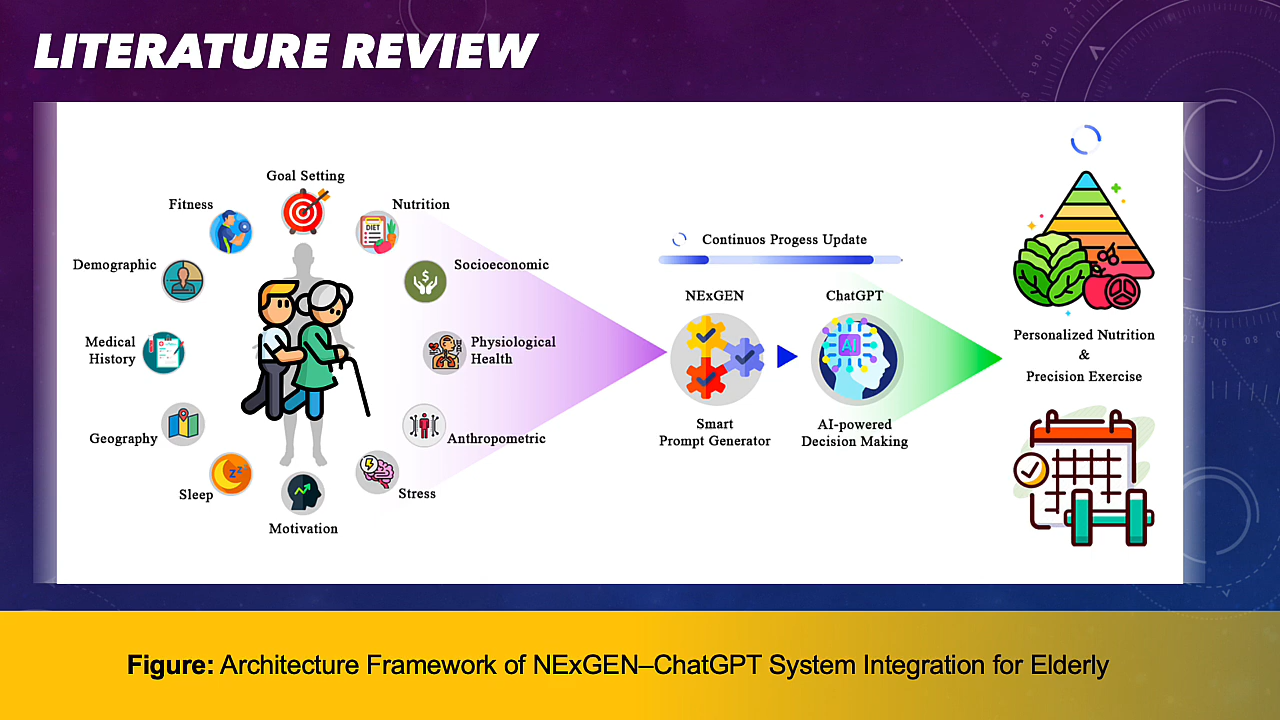 LITERATURE REVIEW
Goal Setting
Fitness
Nutrition
DIET
Demographic
Socioeconomic
$
Medical
History
Physiological
Health
Geography
Anthropometric
Sleep
zzz
Stress
Motivation
Continuos Progess Update
NExGEN
ChatGPT
AI
Smart
Prompt Generator
AI-powered
Decision Making
Personalized Nutrition
&
Precision Exercise
Figure: Architecture Framework of NExGEN–ChatGPT System Integration for Elderly